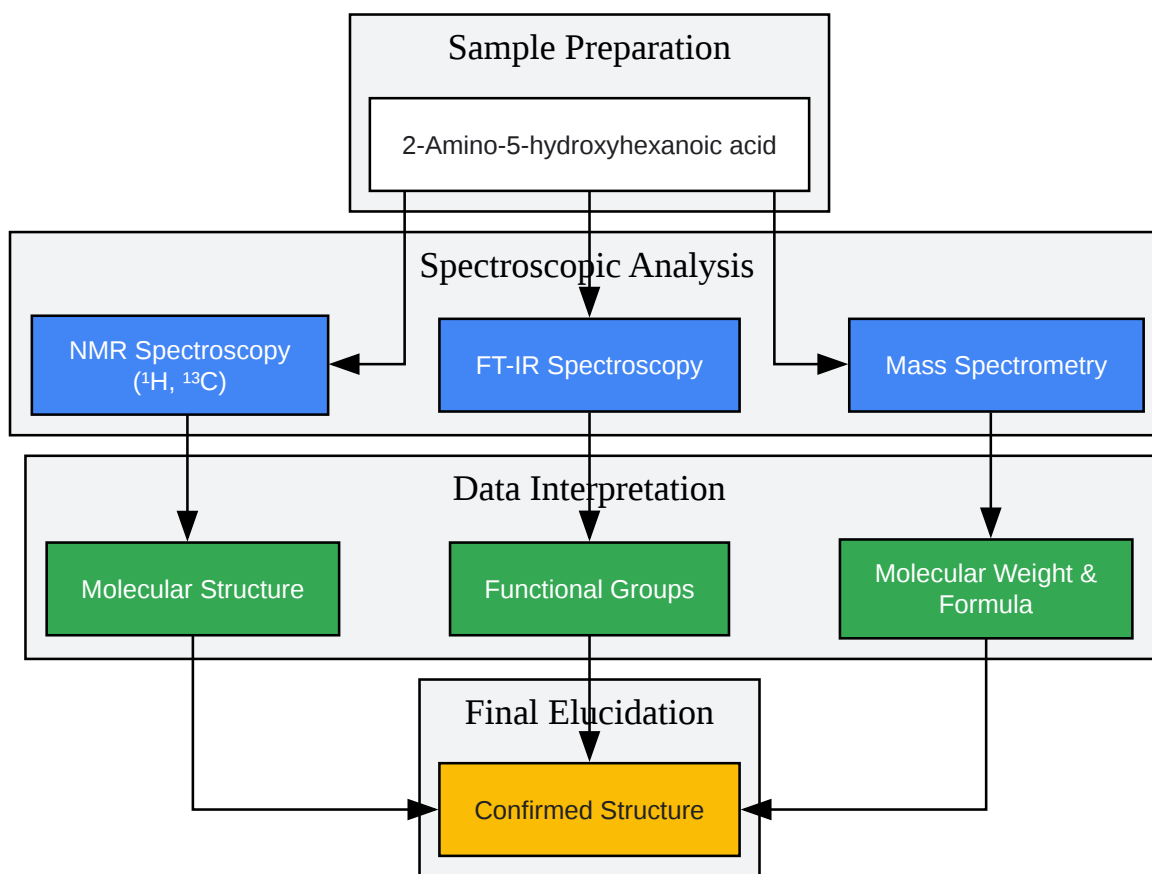 Sample Preparation
2-Amino-5-hydroxyhexanoic acid
Spectroscopic Analysis
NMR Spectroscopy
(¹H, ¹³C)
FT-IR Spectroscopy
Mass Spectrometry
Data Interpretation
Molecular Structure
Functional Groups
Molecular Weight &
Formula
Final Elucidation
Confirmed Structure